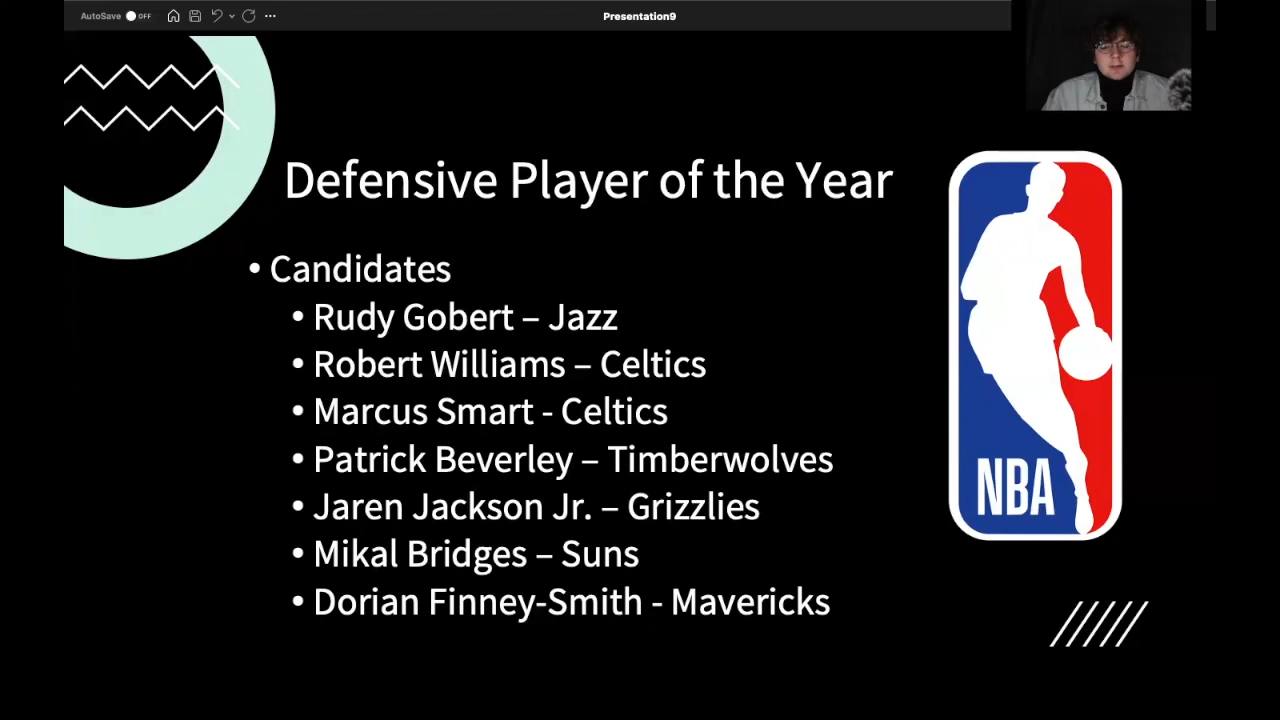 AutoSave OFF
Presentation9
Defensive Player of the Year
• Candidates
• Rudy Gobert – Jazz
• Robert Williams – Celtics
• Marcus Smart - Celtics
• Patrick Beverley – Timberwolves
• Jaren Jackson Jr. – Grizzlies
• Mikal Bridges – Suns
• Dorian Finney-Smith - Mavericks
NBA